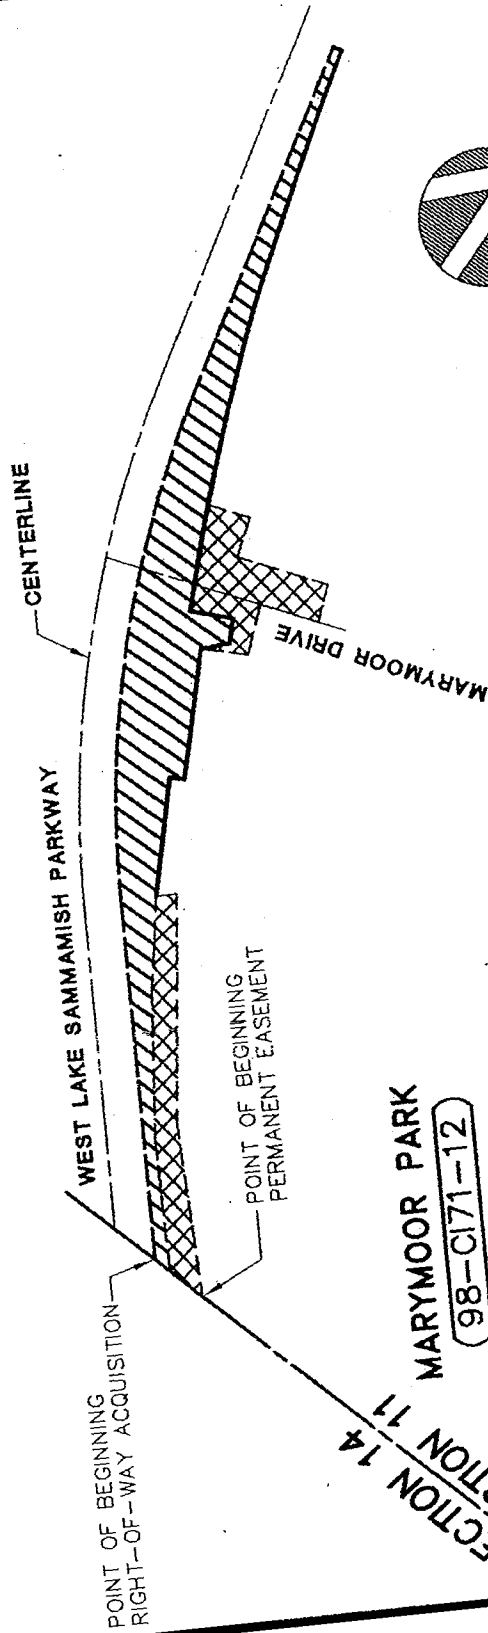 CENTERLINE
WEST LAKE SAMMAMISH PARKWAY
MARYMOOR DRIVE
POINT OF BEGINNING
PERMANENT EASEMENT
POINT OF BEGINNING
RIGHT-OF-WAY ACQUISITION
MARYMOOR PARK
98-C171-12
SECTION 14
SECTION 11